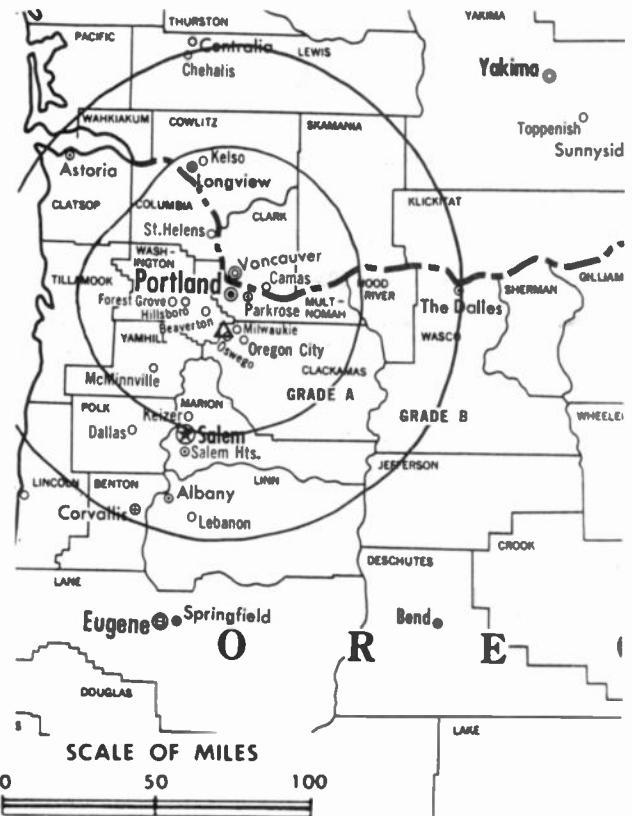 THURSTON
YAKIMA
PACIFIC
Centralia
LEWIS
Chehalis
Yakima
WAHKIAKUM
COWLITZ
SKAMANIA
Toppenish
Sunnysid
Kelso
Astoria
Longview
CLATSOP
COLUMBIA
KLICKITAT
CLARK
St.Helens
WASH-
INGTON
Vancouver
TILLAMOOK
Portland
Camas
HOOD
RIVER
SHERMAN
GILLIAM
Forest Grove
Parkrose
MULT-
NOMAH
The Dalles
Hillsboro
Beaverton
Milwaukie
YAMHILL
Oswego
Oregon City
WASCO
McMinnville
CLACKAMAS
GRADE A
POLK
MARION
Keizer
GRADE B
WHEELE
Dallas
Salem
Salem Hts.
JEFFERSON
LINCOLN
BENTON
LINN
Albany
Corvallis
Lebanon
CROOK
DESCHUTES
LANE
Eugene
Springfield
Bend
O R E
DOUGLAS
S
LAKE
SCALE OF MILES
0 50 100